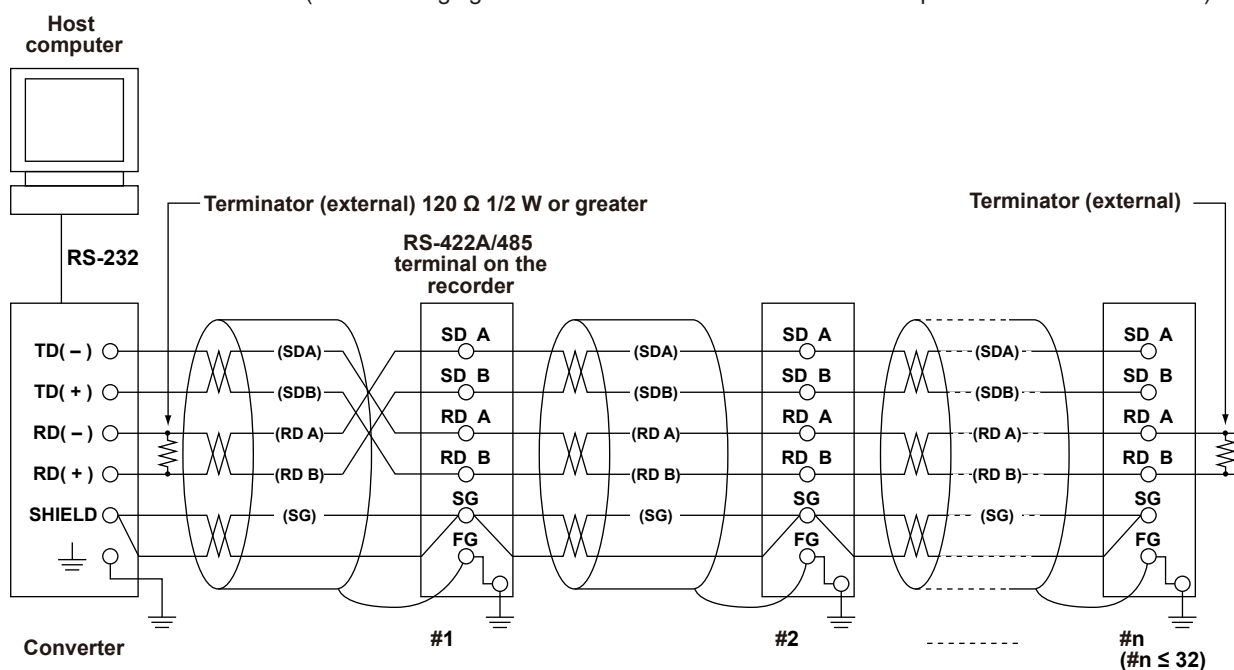 Host
computer
Terminator (external) 120 Ω 1/2 W or greater
Terminator (external)
RS-232
RS-422A/485
terminal on the
recorder
TD( – )
(SDA)
SD A
(SDA)
SD A
(SDA)
SD A
TD( + )
(SDB)
SD B
(SDB)
SD B
(SDB)
SD B
RD( – )
(RD A)
RD A
(RD A)
RD A
(RD A)
RD A
RD( + )
(RD B)
RD B
(RD B)
RD B
(RD B)
RD B
SHIELD
(SG)
SG
(SG)
SG
(SG)
SG
FG
FG
FG
Converter
#1
#2
#n
(#n ≤ 32)